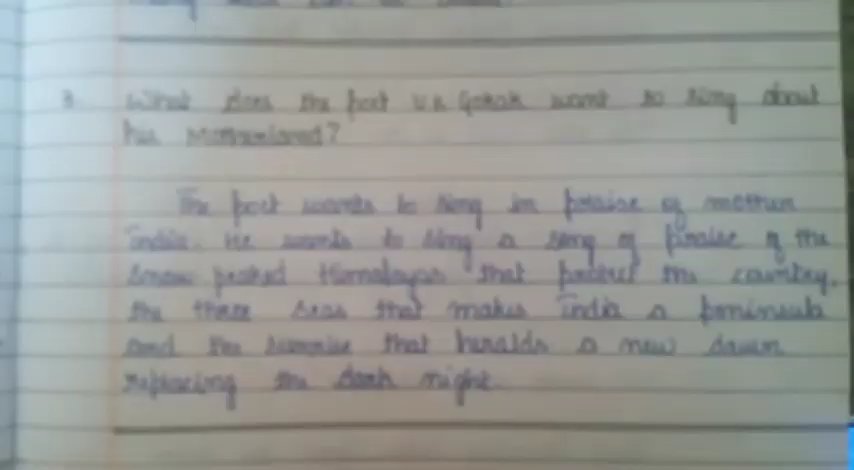 3. What does the poet V.K Gokak want to sing about
his Motherland?
The poet wants to sing in praise of mother
India. He wants to sing a song of praise of the
snow peaked Himalayas that protect the country,
the three seas that makes India a peninsula
and the sunrise that heralds a new dawn
replacing the dark night.